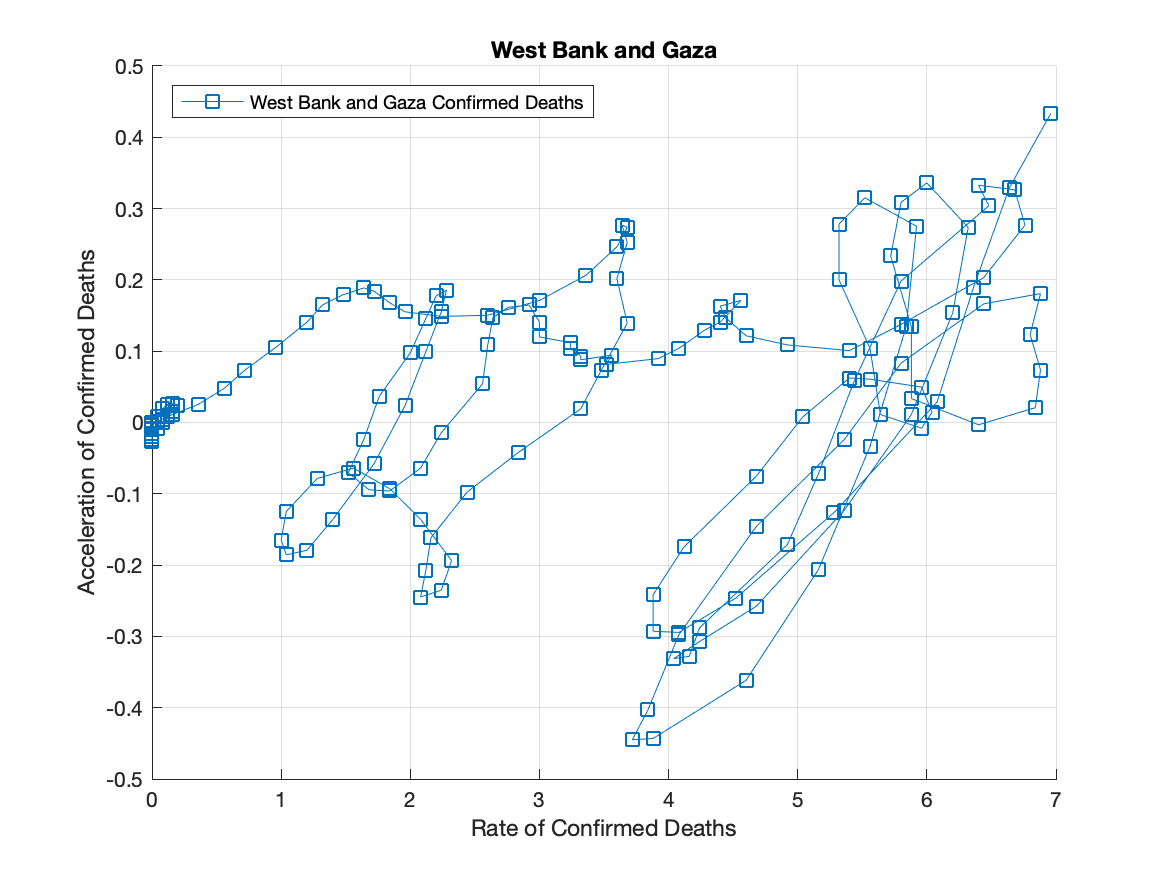 West Bank and Gaza
West Bank and Gaza Confirmed Deaths
Acceleration of Confirmed Deaths
0.5
0.4
0.3
0.2
0.1
0
-0.1
-0.2
-0.3
-0.4
-0.5
0 1 2 3 4 5 6 7
Rate of Confirmed Deaths